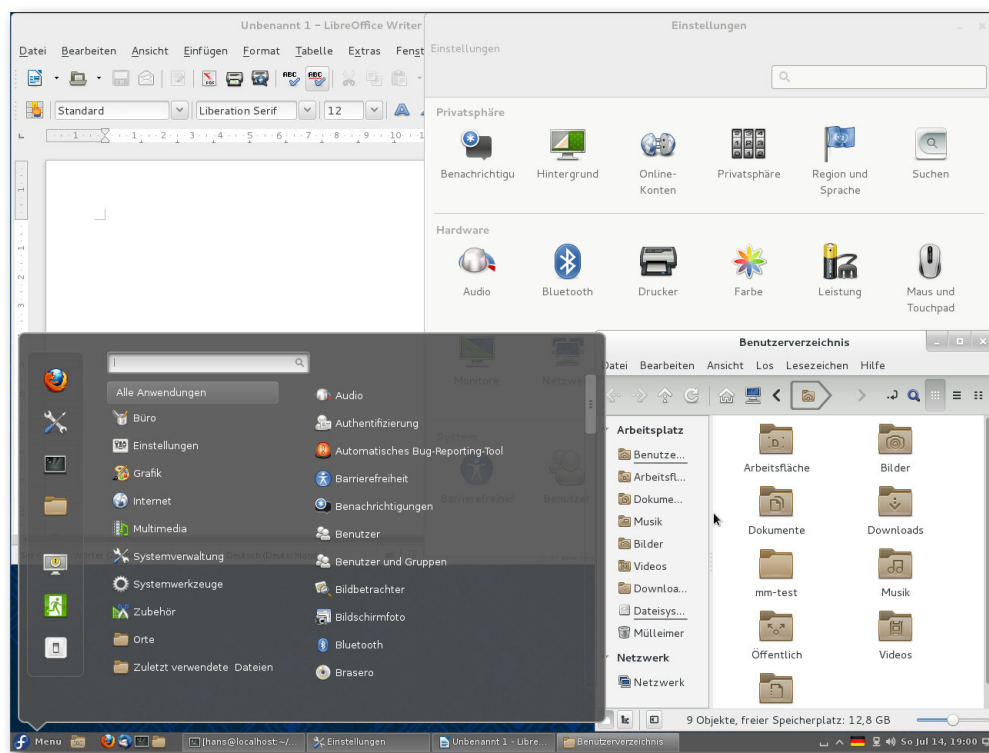 Unbenannt 1 – LibreOffice Writer
Datei Bearbeiten Ansicht Einfügen Format Tabelle Extras Fenst
Standard Liberation Serif 12
Einstellungen
Einstellungen
Privatsphäre
Benachrichtigu Hintergrund Online-Konten Privatsphäre Region und Sprache Suchen
Hardware
Audio Bluetooth Drucker Farbe Leistung Maus und Touchpad
Monitore Netzwe
System
Barrierefreihei Benutzer
Alle Anwendungen
Büro
Einstellungen
Grafik
Internet
Multimedia
Systemverwaltung
Systemwerkzeuge
Zubehör
Orte
Zuletzt verwendete Dateien
Audio
Authentifizierung
Automatisches Bug-Reporting-Tool
Barrierefreiheit
Benachrichtigungen
Benutzer
Benutzer und Gruppen
Bildbetrachter
Bildschirmfoto
Bluetooth
Brasero
Benutzerverzeichnis
Datei Bearbeiten Ansicht Los Lesezeichen Hilfe
Arbeitsplatz
Benutze...
Arbeitsfl...
Dokume...
Musik
Bilder
Videos
Downloa...
Dateisys...
Mülleimer
Netzwerk
Netzwerk
Arbeitsfläche Bilder
Dokumente Downloads
mm-test Musik
Öffentlich Videos
9 Objekte, freier Speicherplatz: 12,8 GB
Menu [hans@localhost:~/... Einstellungen Unbenannt 1 - Libre... Benutzerverzeichnis So Jul 14, 19:00